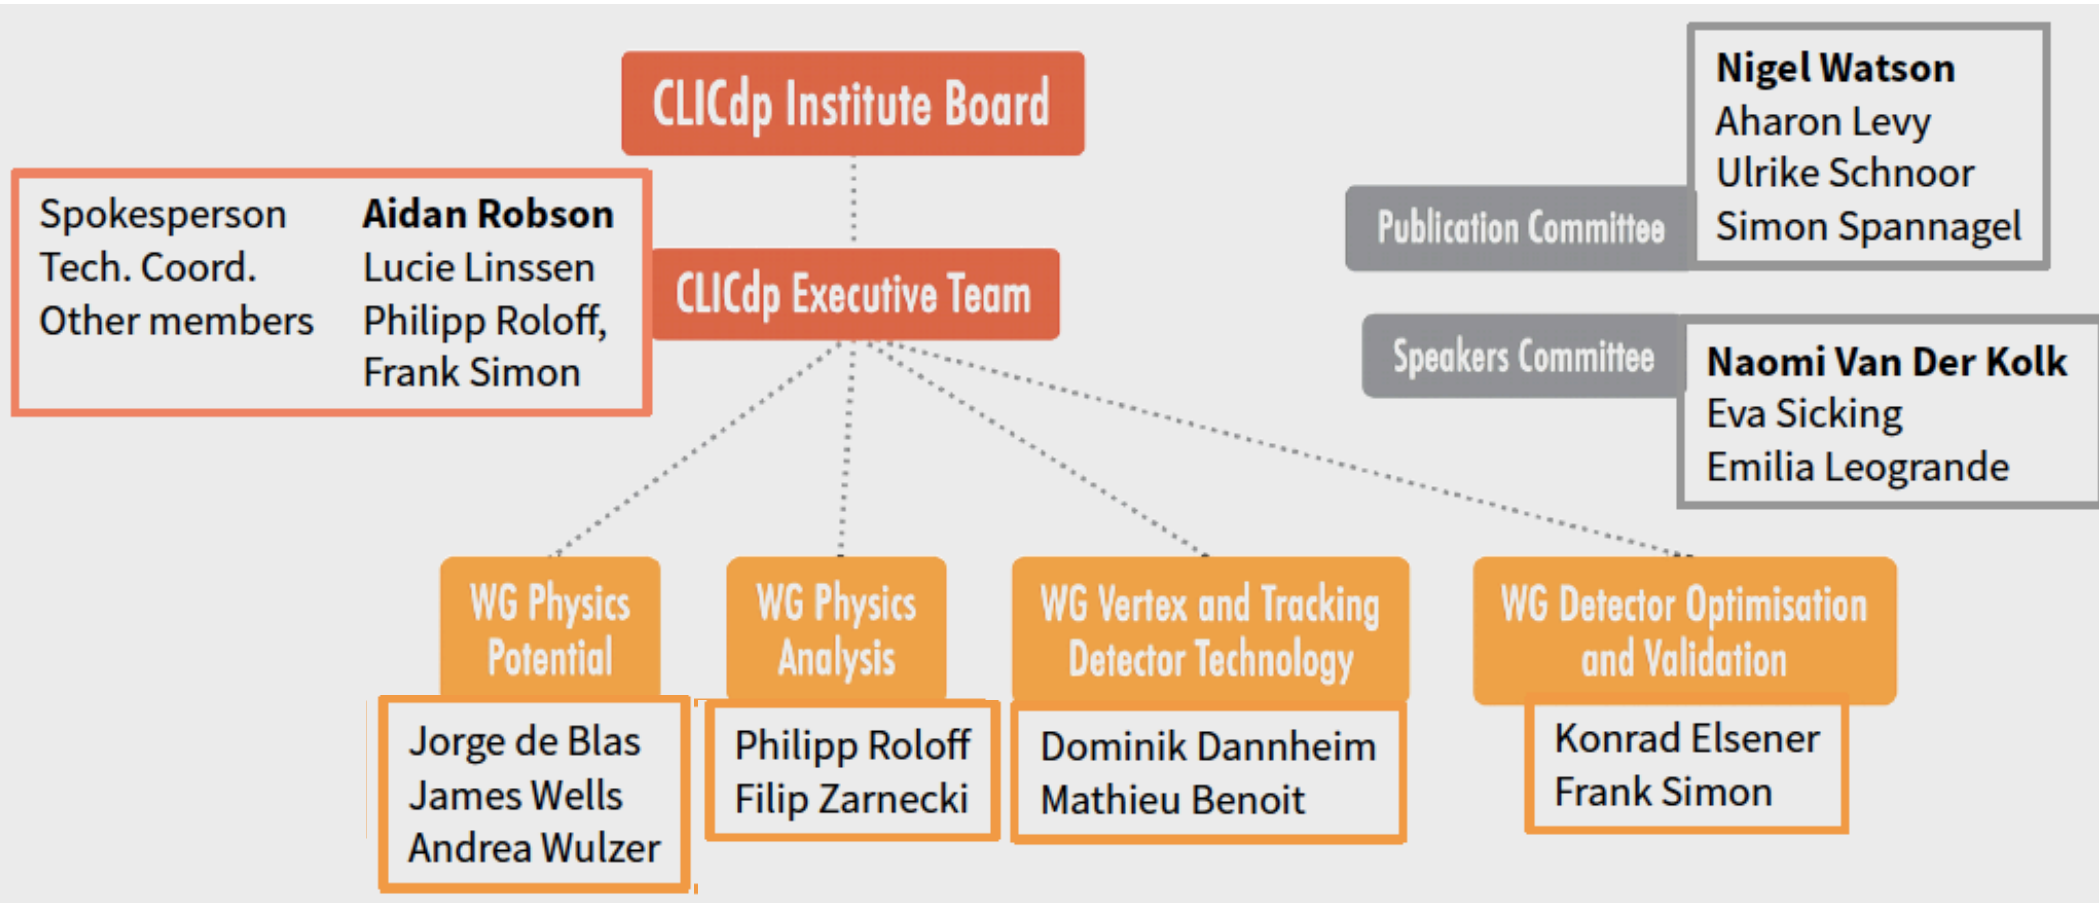 CLICdp Institute Board
Nigel Watson
Aharon Levy
Ulrike Schnoor
Simon Spannagel
Publication Committee
Spokesperson Aidan Robson
Tech. Coord. Lucie Linssen
Other members Philipp Roloff,
Frank Simon
CLICdp Executive Team
Speakers Committee
Naomi Van Der Kolk
Eva Sicking
Emilia Leogrande
WG Physics
Potential
Jorge de Blas
James Wells
Andrea Wulzer
WG Physics
Analysis
Philipp Roloff
Filip Zarnecki
WG Vertex and Tracking
Detector Technology
Dominik Dannheim
Mathieu Benoit
WG Detector Optimisation
and Validation
Konrad Elsener
Frank Simon